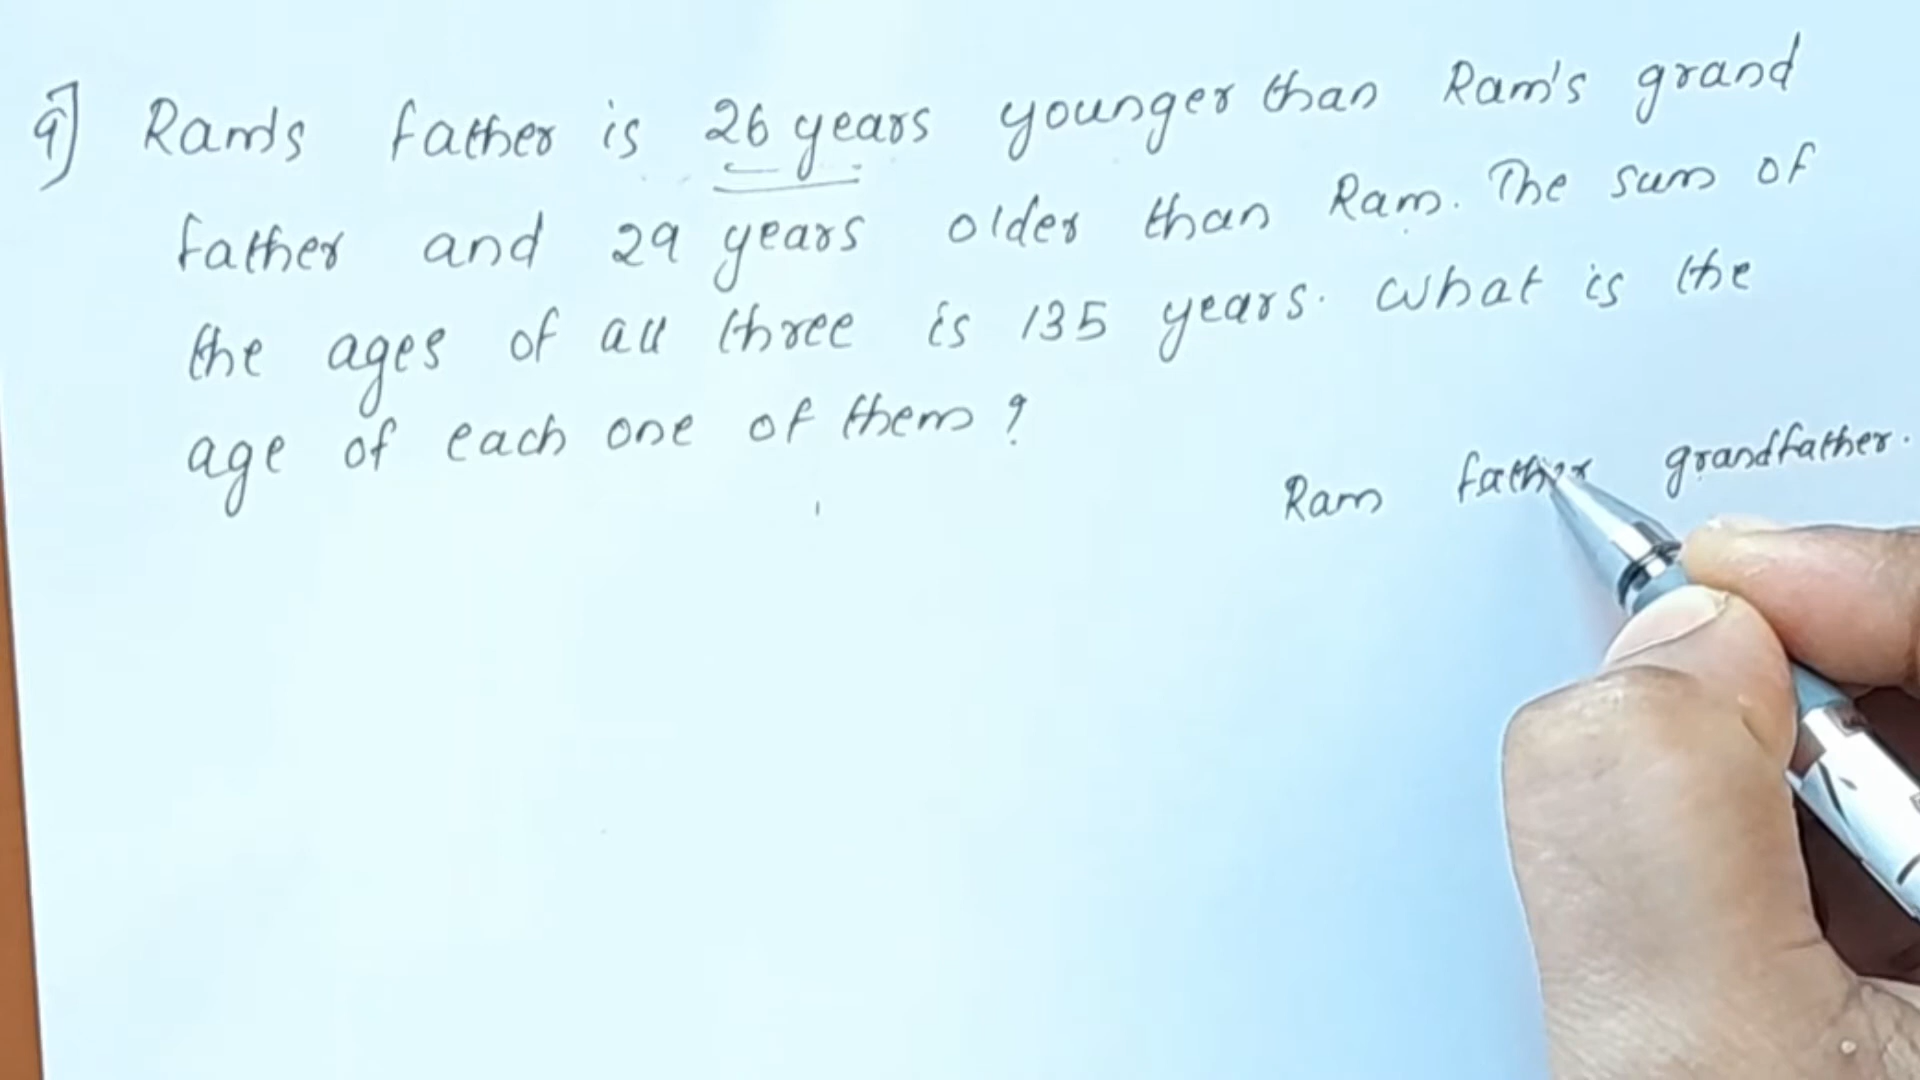 9] Ram's father is 26 years younger than Ram's grand
father and 29 years older than Ram. The sum of
the ages of all three is 135 years. What is the
age of each one of them?
Ram father grandfather.